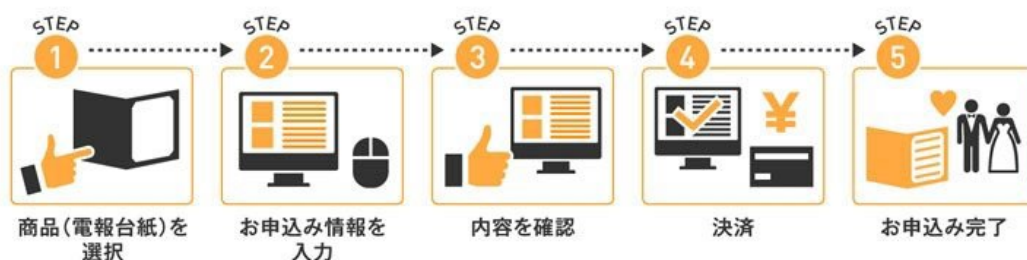 STEP
1
商品(電報台紙)を
選択
STEP
2
お申込み情報を
入力
STEP
3
内容を確認
STEP
4
¥
決済
STEP
5
お申込み完了